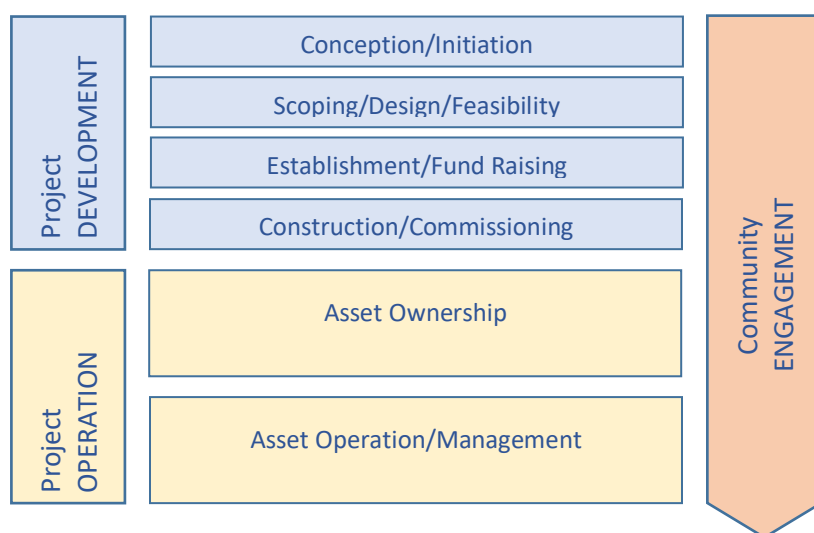 Project
DEVELOPMENT
Conception/Initiation
Scoping/Design/Feasibility
Establishment/Fund Raising
Construction/Commissioning
Project
OPERATION
Asset Ownership
Asset Operation/Management
Community
ENGAGEMENT